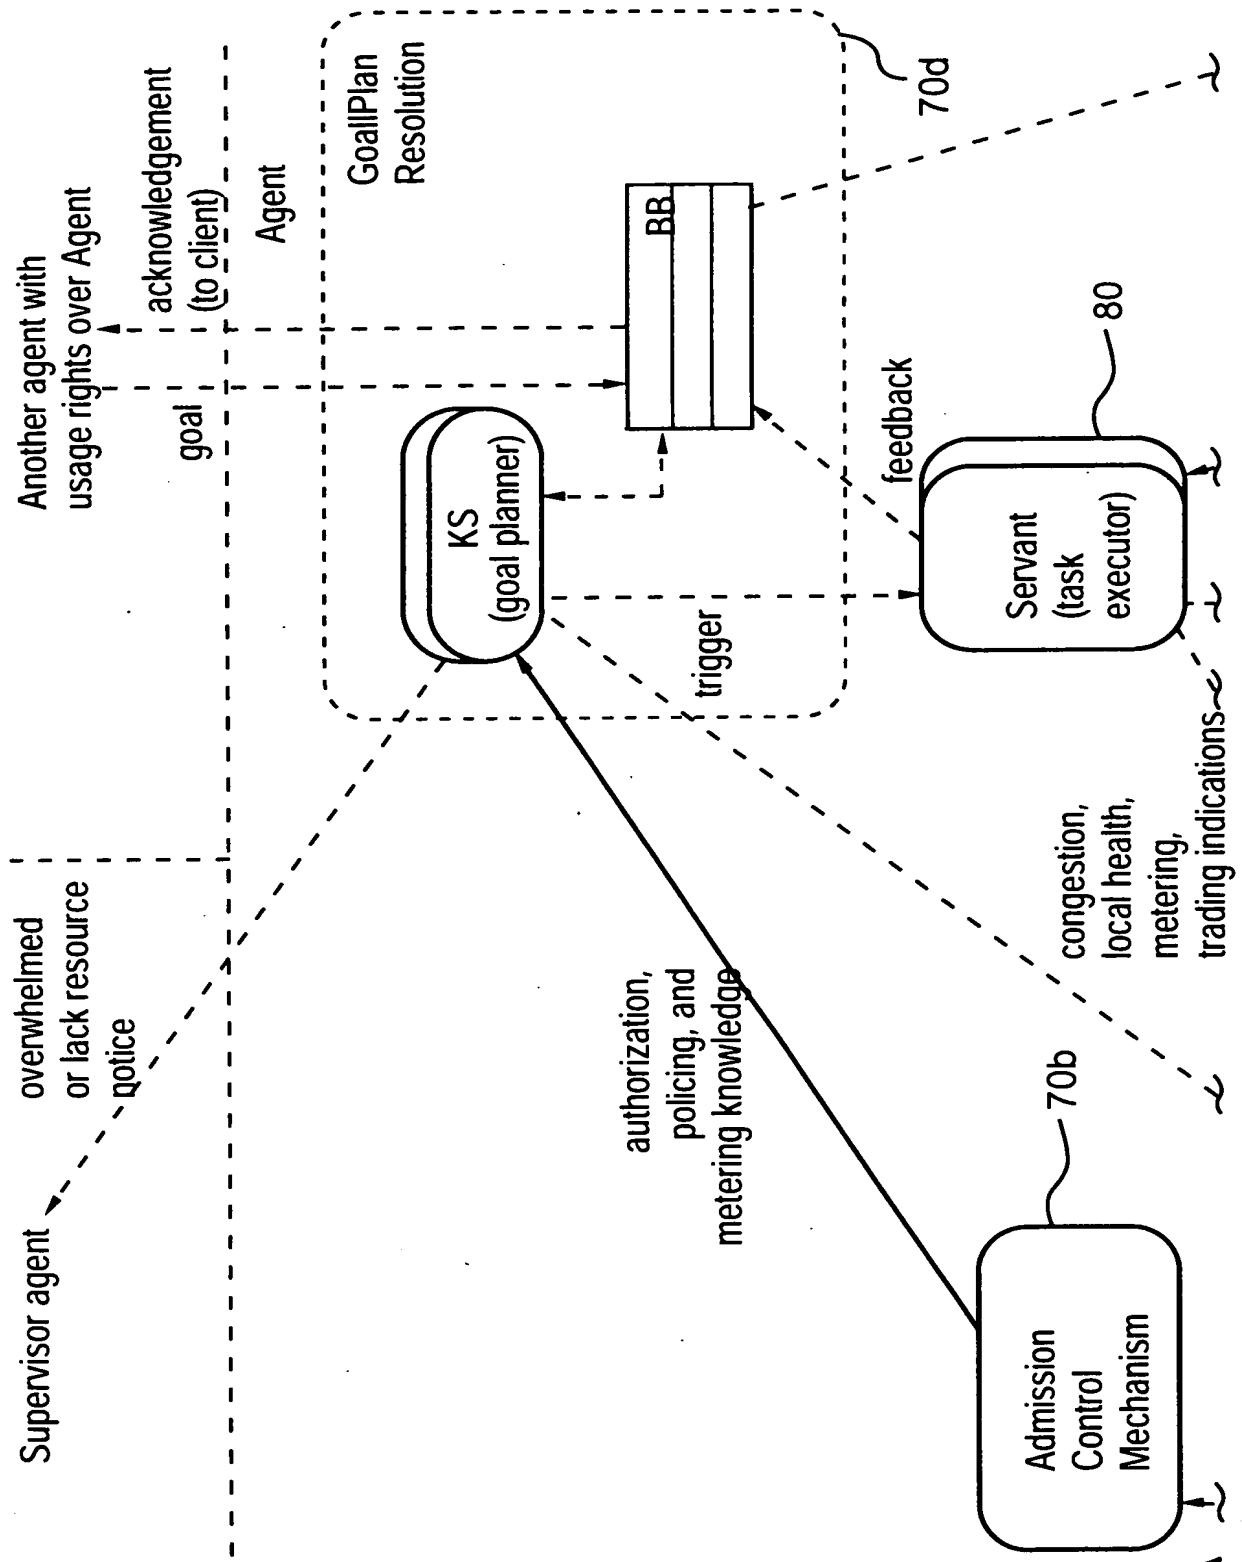 Supervisor agent
overwhelmed
or lack resource
notice
Another agent with
usage rights over Agent
goal
acknowledgement
(to client)
Agent
GoallPlan
Resolution
KS
(goal planner)
BB
70d
trigger
feedback
authorization,
policing, and
metering knowledge
Servant
(task
executor)
80
Admission
Control
Mechanism
70b
congestion,
local health,
metering,
trading indications